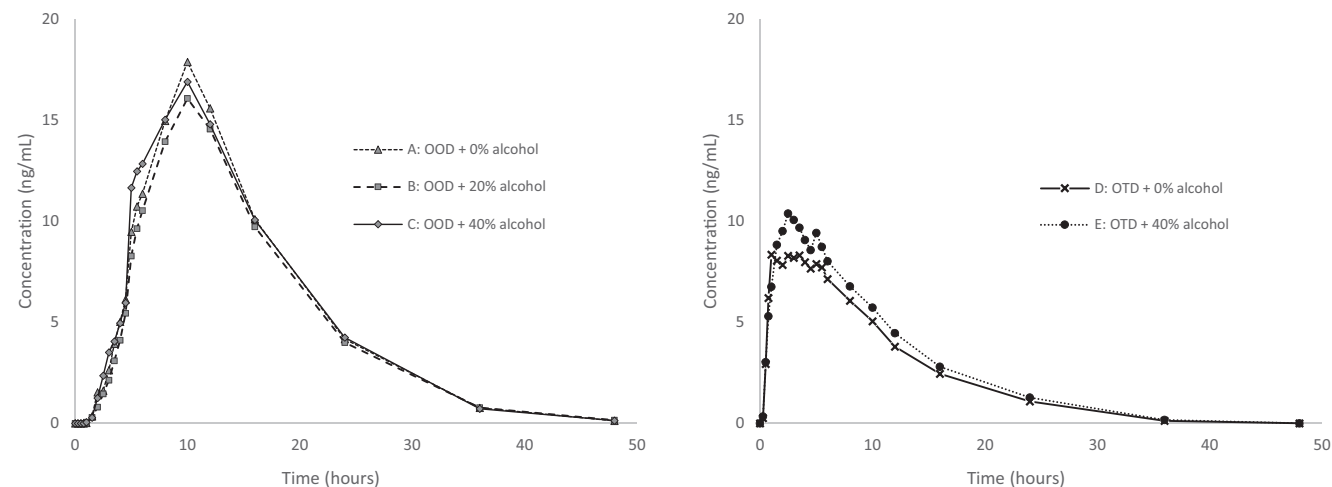 20
15
10
5
0
Concentration (ng/mL)
A: OOD + 0% alcohol
B: OOD + 20% alcohol
C: OOD + 40% alcohol
0 10 20 30 40 50
Time (hours)
20
15
10
5
0
Concentration (ng/mL)
D: OTD + 0% alcohol
E: OTD + 40% alcohol
0 10 20 30 40 50
Time (hours)